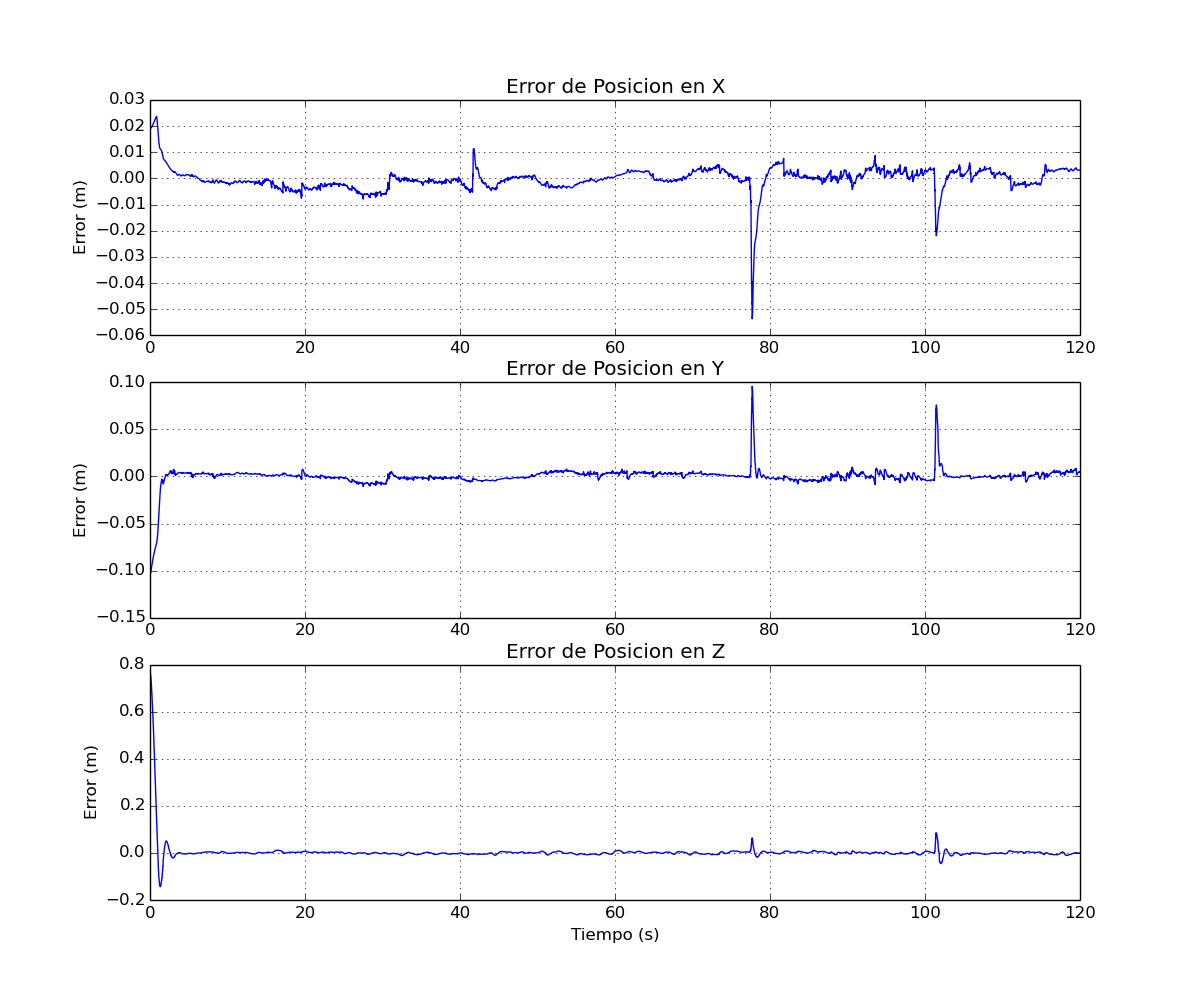 Error de Posicion en X
0.03
0.02
0.01
0.00
−0.01
−0.02
−0.03
−0.04
−0.05
−0.06
Error (m)
0 20 40 60 80 100 120
Error de Posicion en Y
0.10
0.05
0.00
−0.05
−0.10
−0.15
Error (m)
0 20 40 60 80 100 120
Error de Posicion en Z
0.8
0.6
0.4
0.2
0.0
−0.2
Error (m)
0 20 40 60 80 100 120
Tiempo (s)